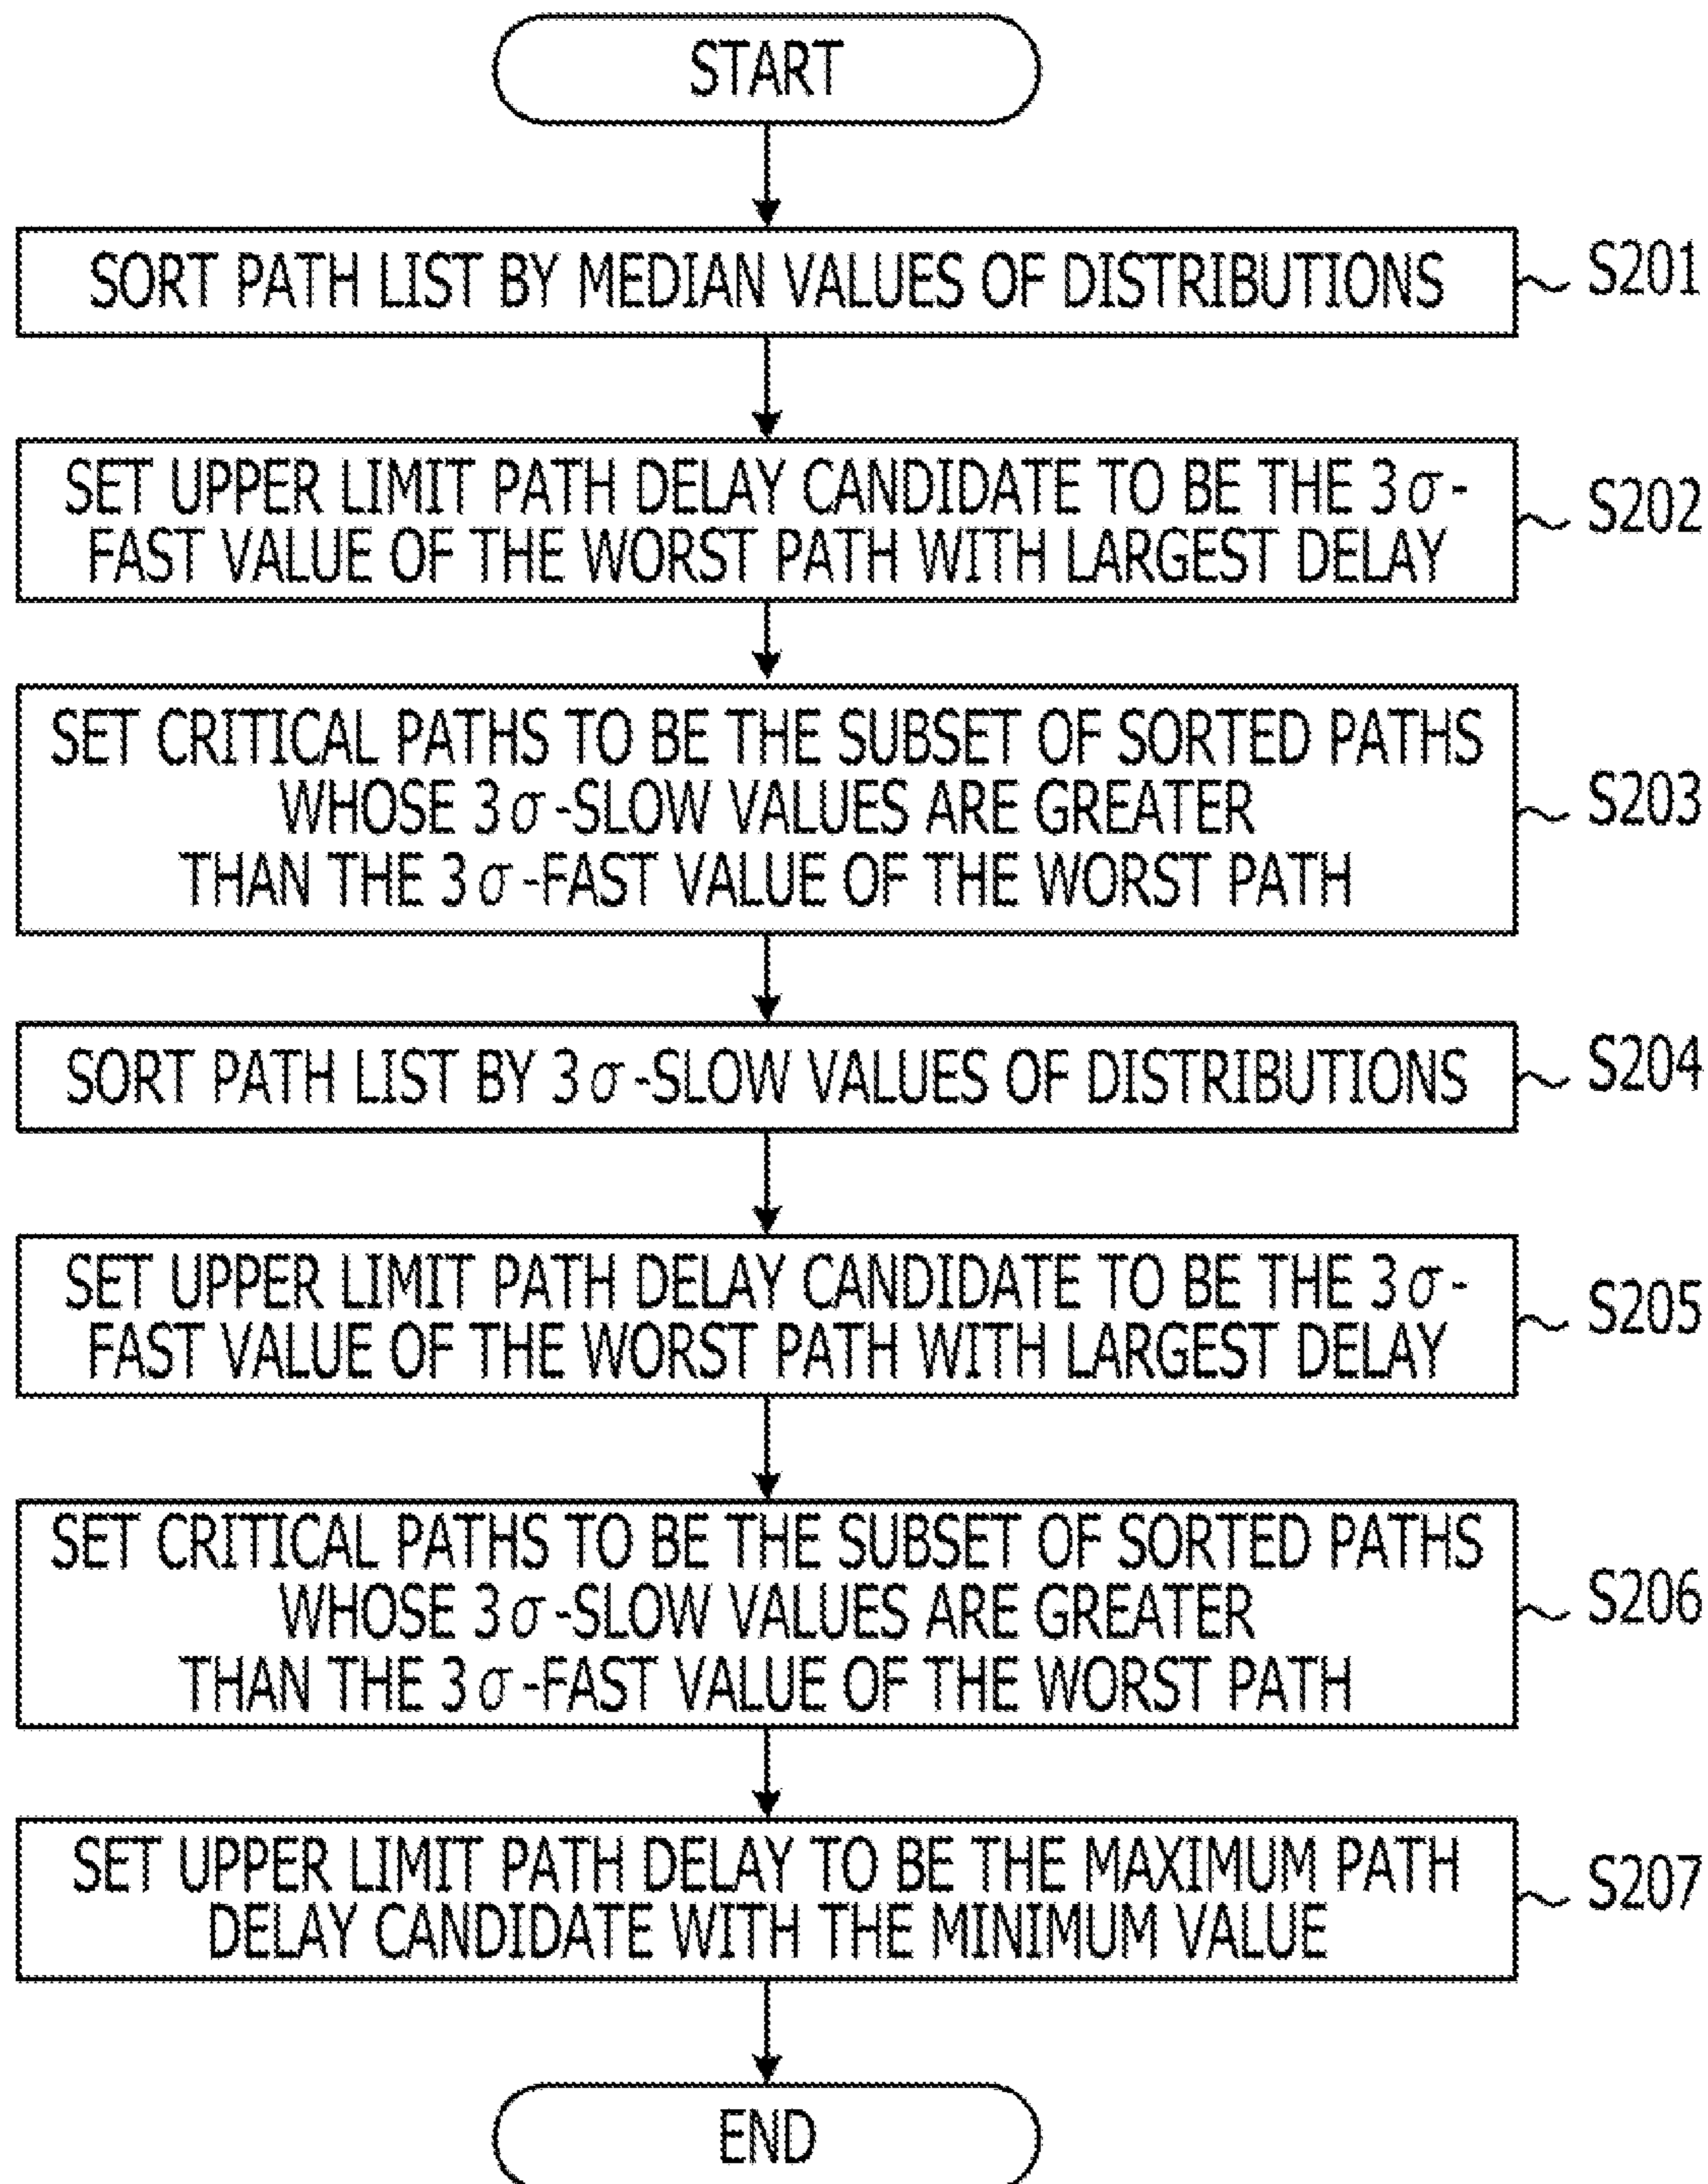 START
SORT PATH LIST BY MEDIAN VALUES OF DISTRIBUTIONS
S201
SET UPPER LIMIT PATH DELAY CANDIDATE TO BE THE 3σ-
FAST VALUE OF THE WORST PATH WITH LARGEST DELAY
S202
SET CRITICAL PATHS TO BE THE SUBSET OF SORTED PATHS
WHOSE 3σ-SLOW VALUES ARE GREATER
THAN THE 3σ-FAST VALUE OF THE WORST PATH
S203
SORT PATH LIST BY 3σ-SLOW VALUES OF DISTRIBUTIONS
S204
SET UPPER LIMIT PATH DELAY CANDIDATE TO BE THE 3σ-
FAST VALUE OF THE WORST PATH WITH LARGEST DELAY
S205
SET CRITICAL PATHS TO BE THE SUBSET OF SORTED PATHS
WHOSE 3σ-SLOW VALUES ARE GREATER
THAN THE 3σ-FAST VALUE OF THE WORST PATH
S206
SET UPPER LIMIT PATH DELAY TO BE THE MAXIMUM PATH
DELAY CANDIDATE WITH THE MINIMUM VALUE
S207
END